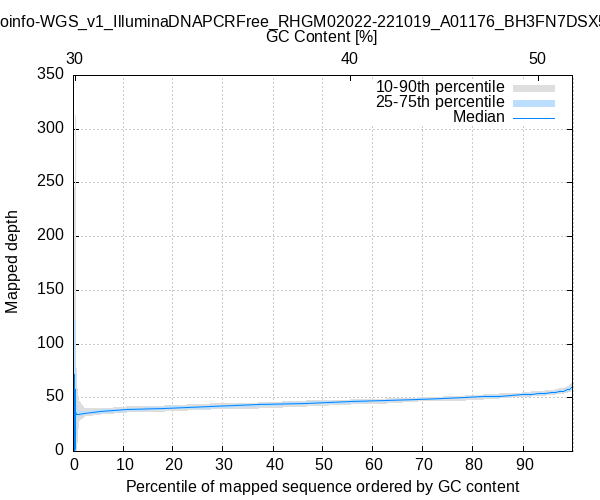 oinfo-WGS_v1_IlluminaDNAPCRFree_RHGM02022-221019_A01176_BH3FN7DSX5
GC Content [%]
30 40 50
350
10-90th percentile
25-75th percentile
Median
300
250
200
150
100
50
0
Mapped depth
0 10 20 30 40 50 60 70 80 90
Percentile of mapped sequence ordered by GC content